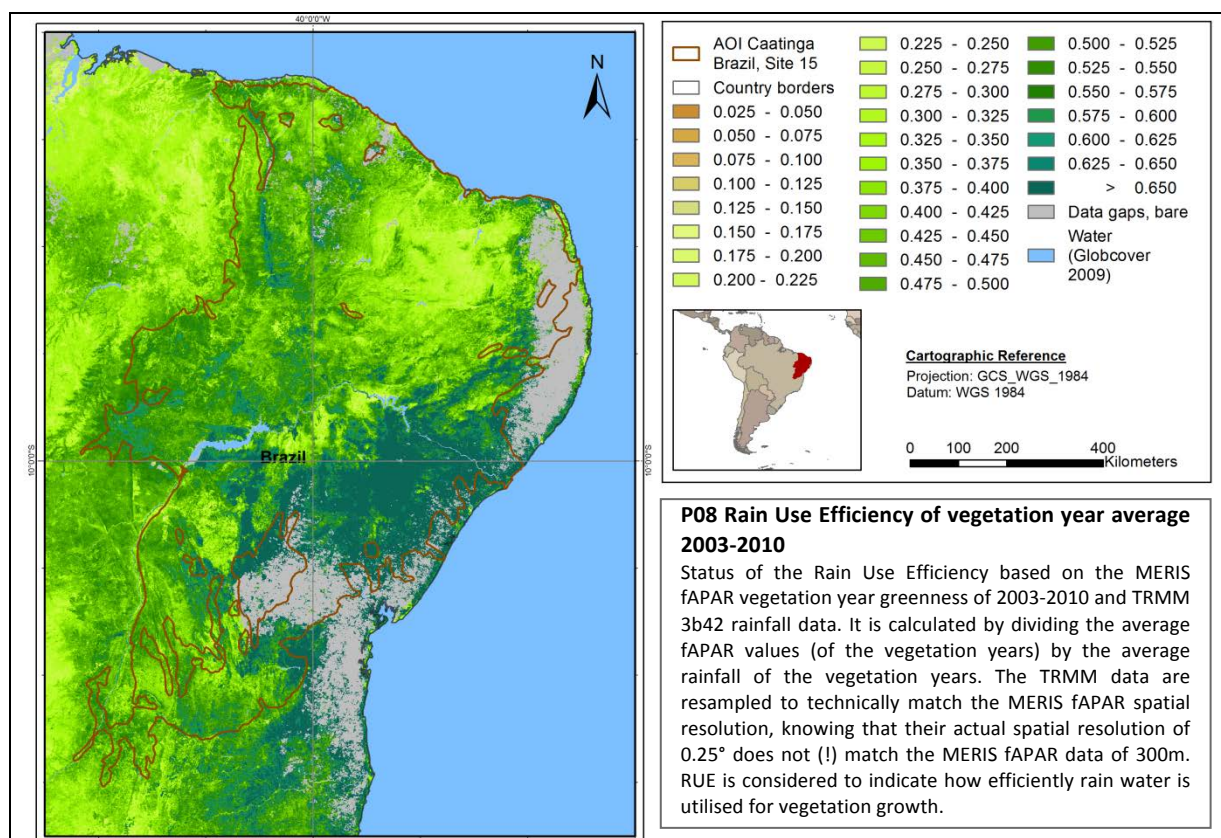 40°0'0"W
N
10°0'0"S
Brazil
10°0'0"S
AOI Caatinga
Brazil, Site 15
Country borders
0.025 - 0.050
0.050 - 0.075
0.075 - 0.100
0.100 - 0.125
0.125 - 0.150
0.150 - 0.175
0.175 - 0.200
0.200 - 0.225
0.225 - 0.250
0.250 - 0.275
0.275 - 0.300
0.300 - 0.325
0.325 - 0.350
0.350 - 0.375
0.375 - 0.400
0.400 - 0.425
0.425 - 0.450
0.450 - 0.475
0.475 - 0.500
0.500 - 0.525
0.525 - 0.550
0.550 - 0.575
0.575 - 0.600
0.600 - 0.625
0.625 - 0.650
> 0.650
Data gaps, bare
Water
(Globcover
2009)
Cartographic Reference
Projection: GCS_WGS_1984
Datum: WGS 1984
0 100 200 400
Kilometers
P08 Rain Use Efficiency of vegetation year average
2003-2010
Status of the Rain Use Efficiency based on the MERIS
fAPAR vegetation year greenness of 2003-2010 and TRMM
3b42 rainfall data. It is calculated by dividing the average
fAPAR values (of the vegetation years) by the average
rainfall of the vegetation years. The TRMM data are
resampled to technically match the MERIS fAPAR spatial
resolution, knowing that their actual spatial resolution of
0.25° does not (!) match the MERIS fAPAR data of 300m.
RUE is considered to indicate how efficiently rain water is
utilised for vegetation growth.